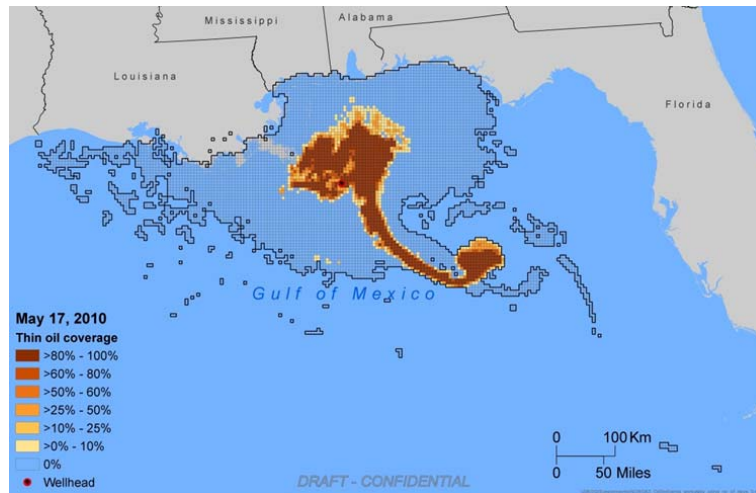 Mississippi
Alabama
Louisiana
Florida
Gulf of Mexico
May 17, 2010
Thin oil coverage
>80% - 100%
>60% - 80%
>50% - 60%
>25% - 50%
>10% - 25%
>0% - 10%
0%
Wellhead
0 100 Km
0 50 Miles
DRAFT - CONFIDENTIAL